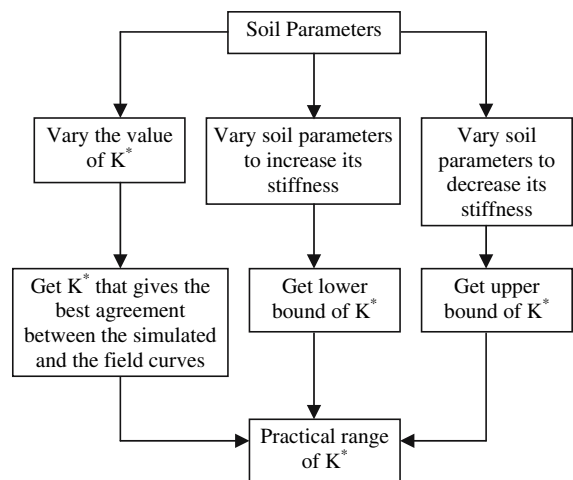 Soil Parameters
Vary the value
of K*
Vary soil parameters
to increase its
stiffness
Vary soil
parameters to
decrease its
stiffness
Get K* that gives the
best agreement
between the simulated
and the field curves
Get lower
bound of K*
Get upper
bound of K*
Practical range
of K*